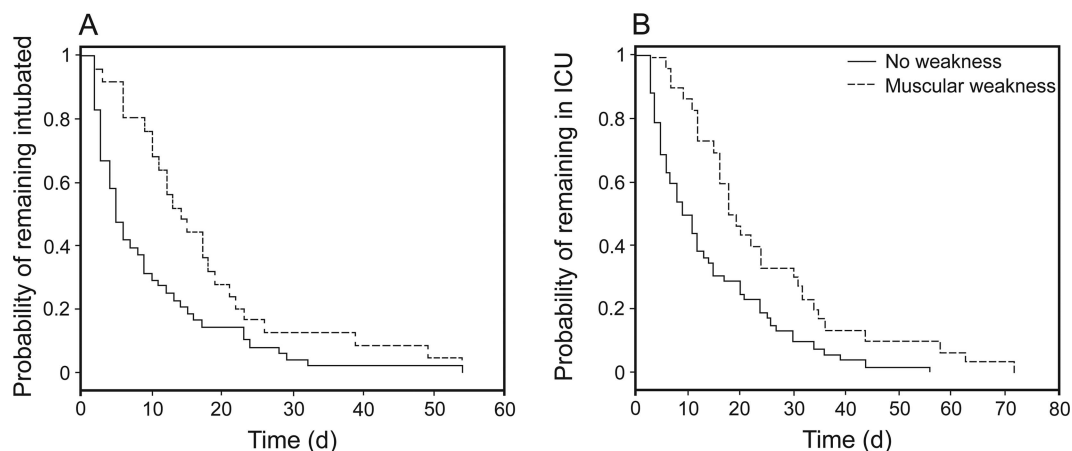 A
Probability of remaining intubated
1
0.8
0.6
0.4
0.2
0
0 10 20 30 40 50 60
Time (d)
B
Probability of remaining in ICU
No weakness
Muscular weakness
1
0.8
0.6
0.4
0.2
0
0 10 20 30 40 50 60 70 80
Time (d)